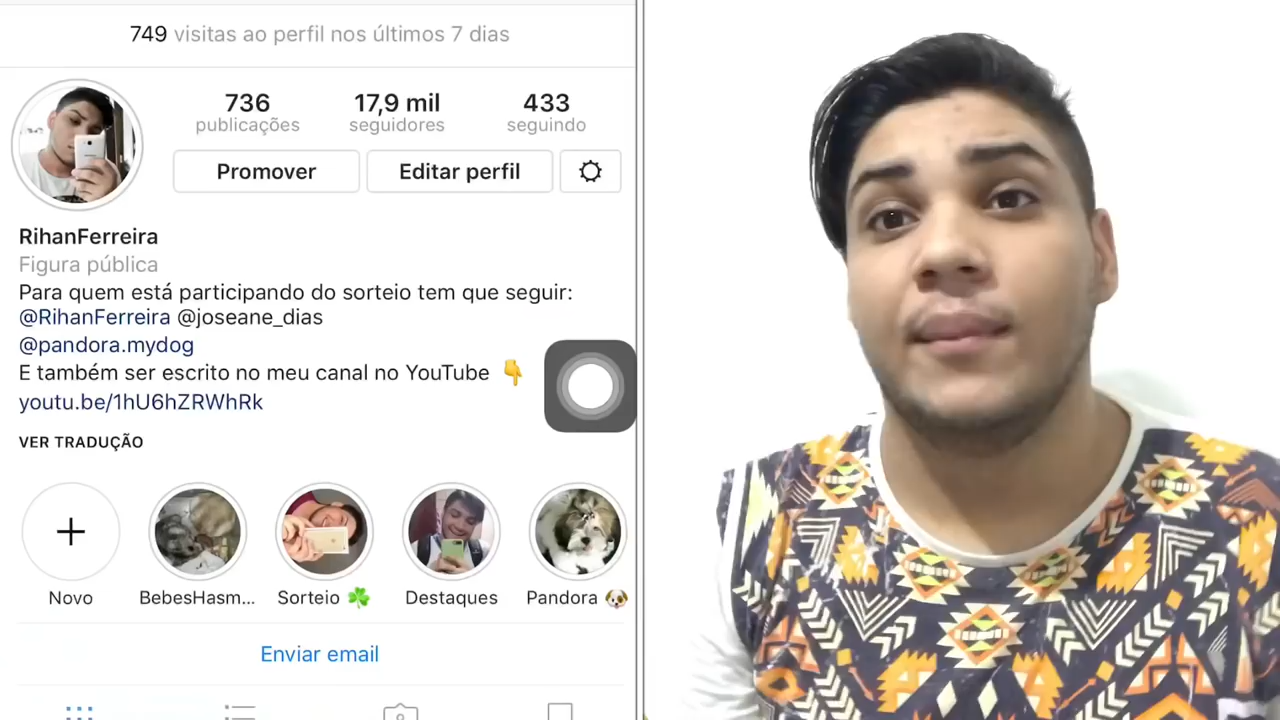 749 visitas ao perfil nos últimos 7 dias
736 17,9 mil 433
publicações seguidores seguindo
Promover Editar perfil
RihanFerreira
Figura pública
Para quem está participando do sorteio tem que seguir:
@RihanFerreira @joseane_dias
@pandora.mydog
E também ser escrito no meu canal no YouTube 👇
youtu.be/1hU6hZRWhRk
VER TRADUÇÃO
Novo BebesHasm... Sorteio ☘️ Destaques Pandora 🐶
Enviar email